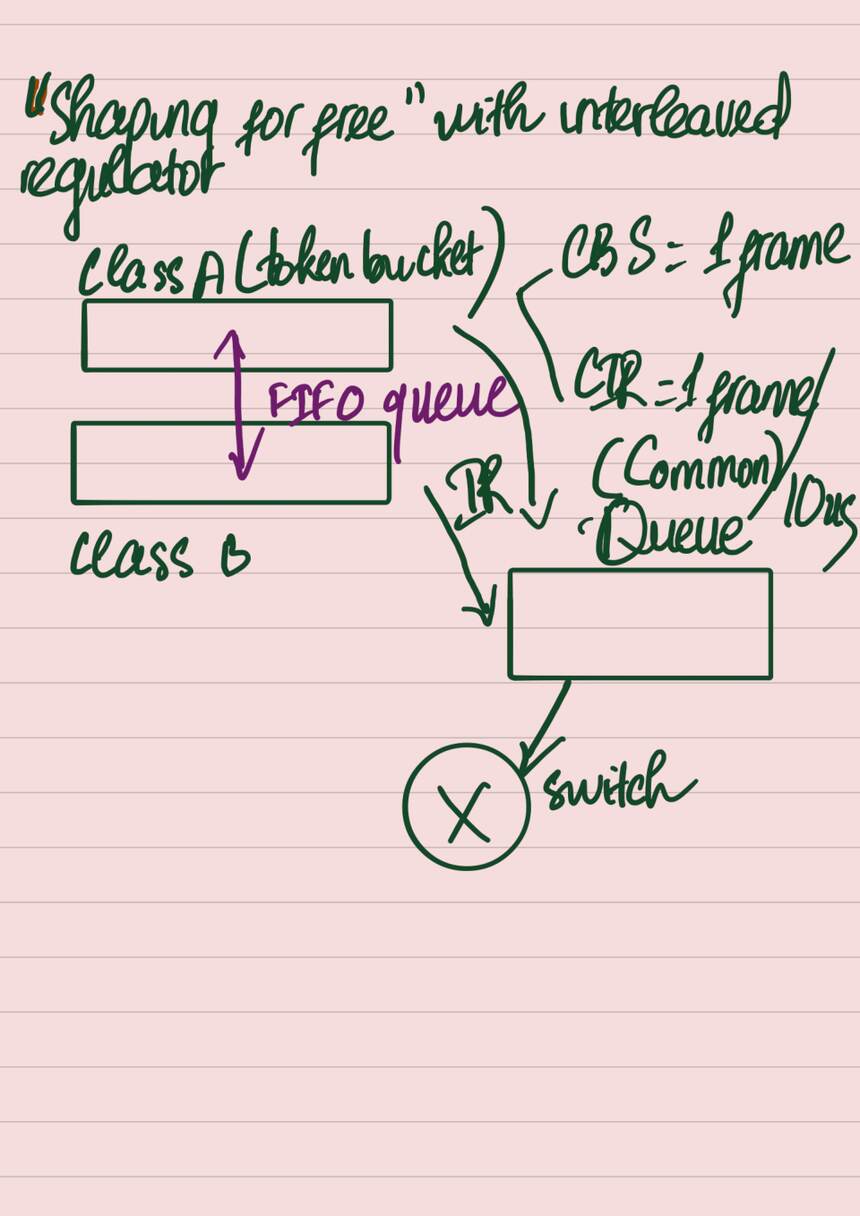 "Shaping for free" with interleaved
regulator
Class A (token bucket)
CBS = 1 frame
CIR = 1 frame / 10us
FIFO queue
IR
(Common)
Queue
Class B
switch
X